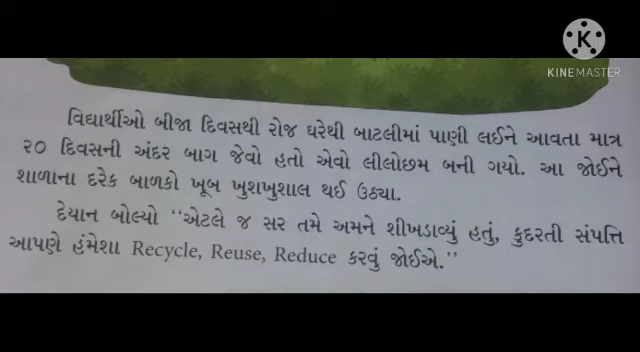 K
KINEMASTER
વિદ્યાર્થીઓ બીજા દિવસથી રોજ ઘરેથી બાટલીમાં પાણી લઈને આવતા માત્ર
૨૦ દિવસની અંદર બાગ જેવો હતો એવો લીલોછમ બની ગયો. આ જોઈને
શાળાના દરેક બાળકો ખૂબ ખુશખુશાલ થઈ ઉઠ્યા.
દેયાન બોલ્યો “એટલે જ સર તમે અમને શીખડાવ્યું હતું, કુદરતી સંપત્તિ
આપણે હંમેશા Recycle, Reuse, Reduce કરવું જોઈએ.”